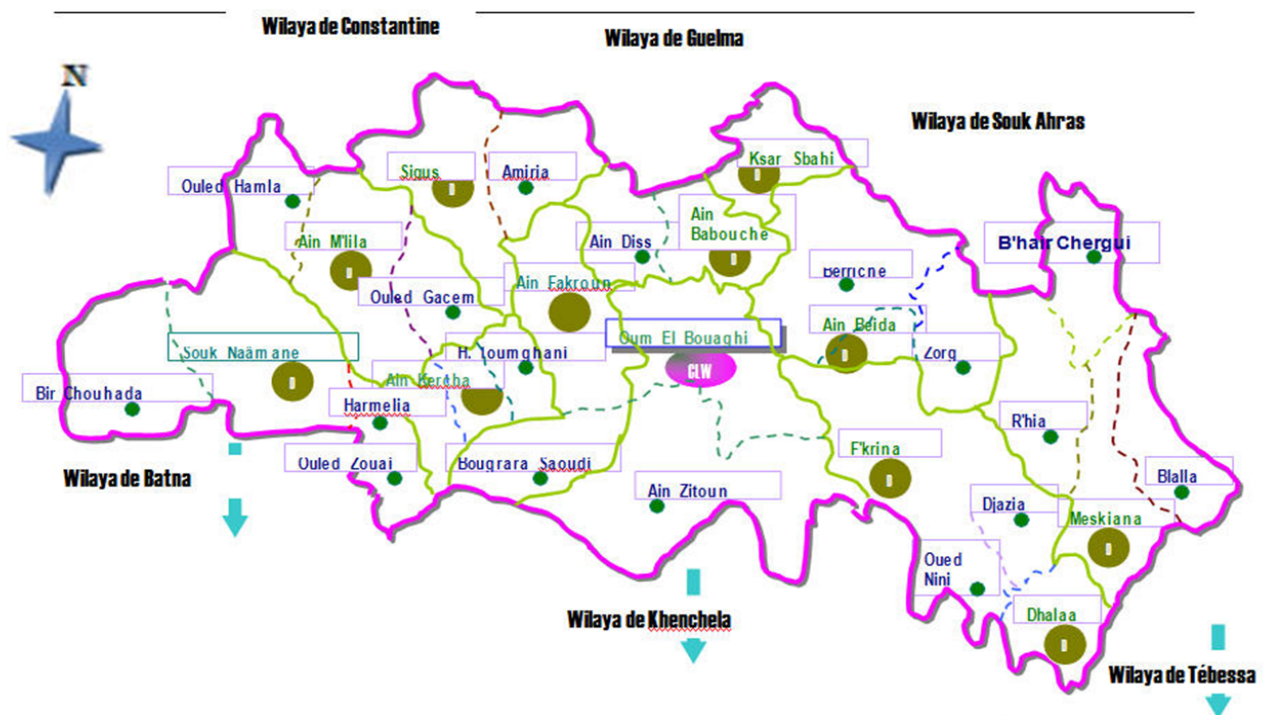 Wilaya de Constantine
Wilaya de Guelma
N
Wilaya de Souk Ahras
Ksar Sbahi
Sigus
Amiria
Ouled Hamla
Ain
Babouche
Ain M'lila
Ain Diss
B'hair Chergui
Berriche
Ain Fakroun
Ouled Gacem
Ain Beida
Oum El Bouaghi
Souk Naâmane
H. Toumghani
Zorg
GLW
Ain Kercha
Bir Chouhada
Harmelia
R'hia
F'krina
Wilaya de Batna
Ouled Zouai
Bougrara Saoudi
Blalla
Ain Zitoun
Djazia
Meskiana
Oued
Nini
Wilaya de Khenchela
Dhalaa
Wilaya de Tébessa